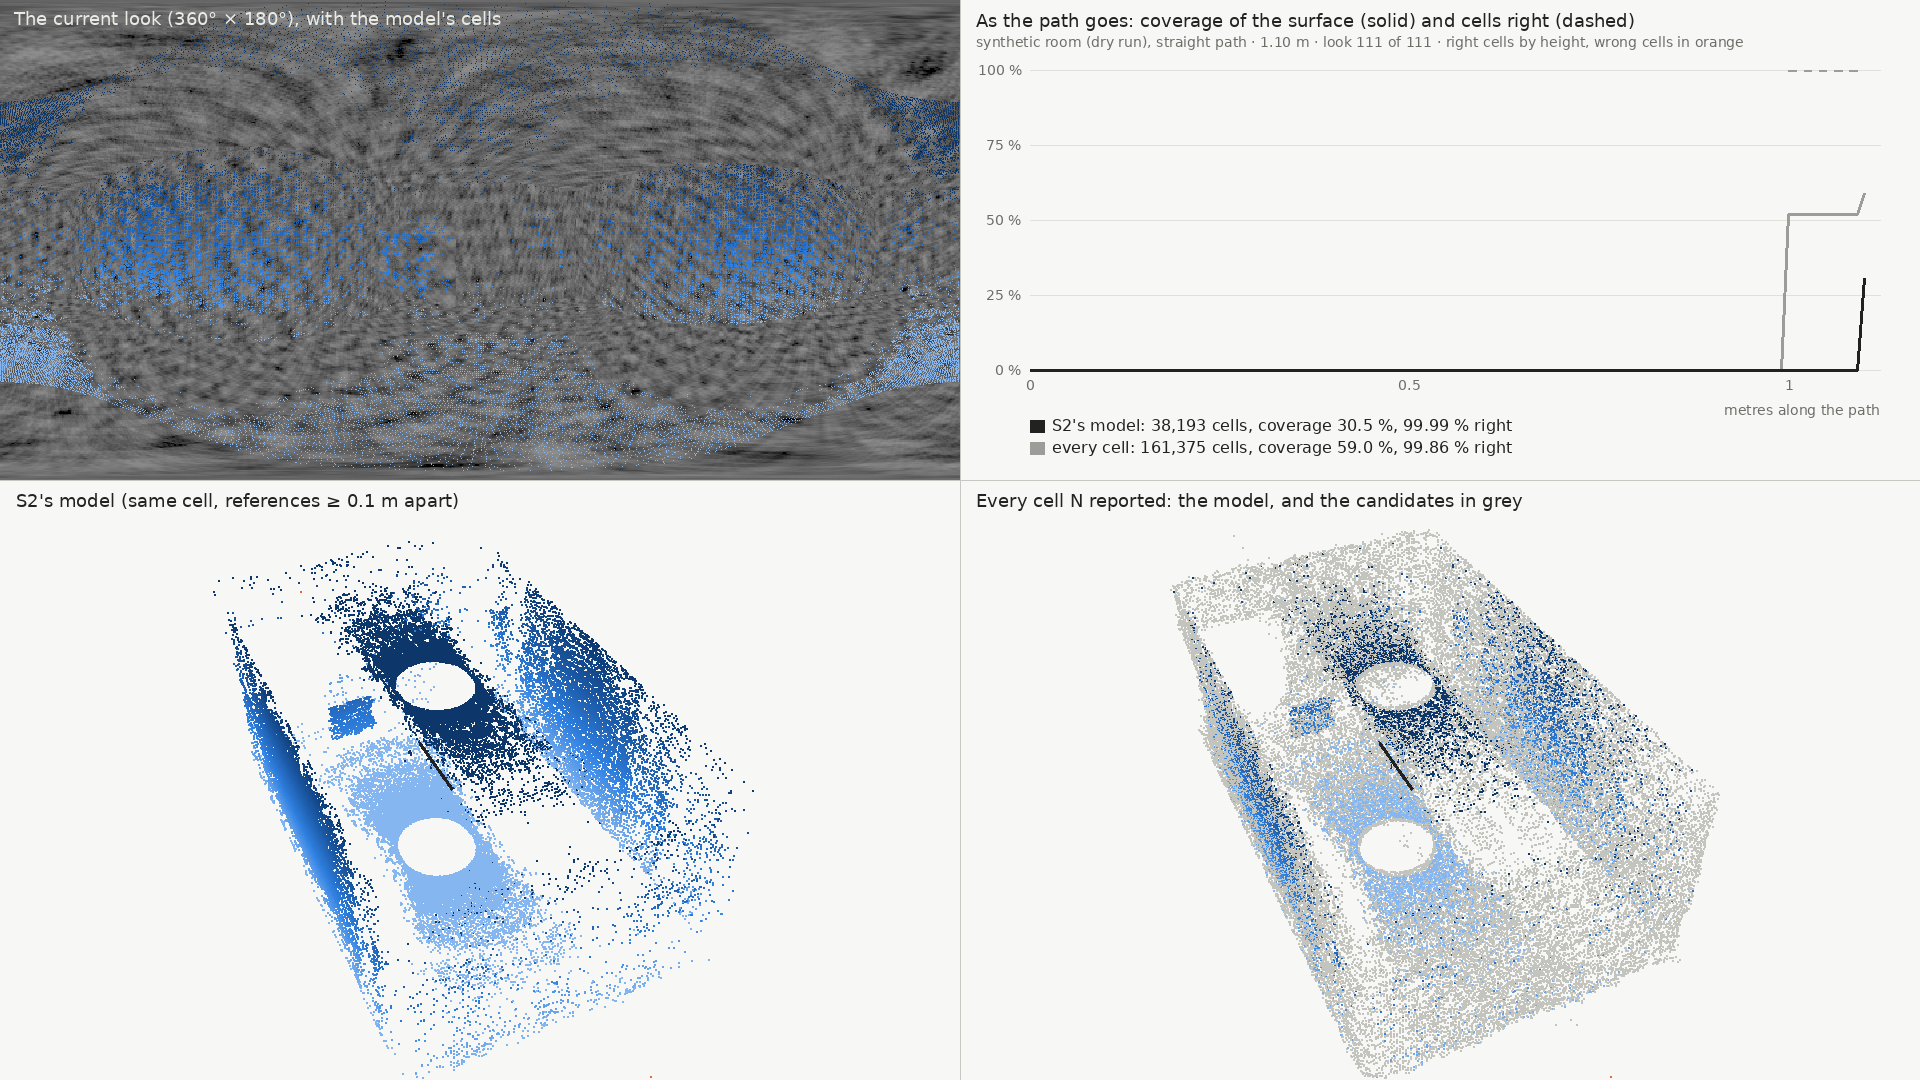 The current look (360° × 180°), with the model's cells
As the path goes: coverage of the surface (solid) and cells right (dashed)
synthetic room (dry run), straight path · 1.10 m · look 111 of 111 · right cells by height, wrong cells in orange
100 %
75 %
50 %
25 %
0 %
0
0.5
1
metres along the path
S2's model: 38,193 cells, coverage 30.5 %, 99.99 % right
every cell: 161,375 cells, coverage 59.0 %, 99.86 % right
S2's model (same cell, references ≥ 0.1 m apart)
Every cell N reported: the model, and the candidates in grey